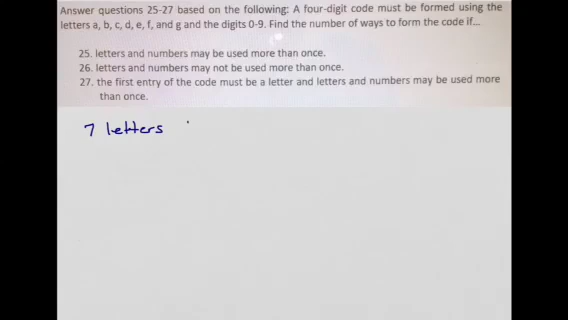 Answer questions 25-27 based on the following: A four-digit code must be formed using the
letters a, b, c, d, e, f, and g and the digits 0-9. Find the number of ways to form the code if...
25. letters and numbers may be used more than once.
26. letters and numbers may not be used more than once.
27. the first entry of the code must be a letter and letters and numbers may be used more
than once.
7 letters